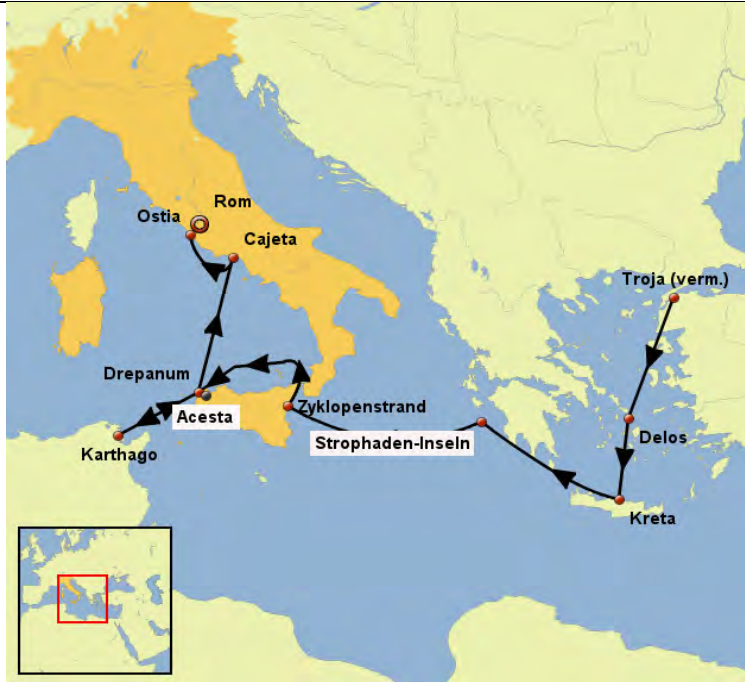 Rom
Ostia
Cajeta
Troja (verm.)
Drepanum
Acesta
Zyklopenstrand
Strophaden-Inseln
Delos
Karthago
Kreta